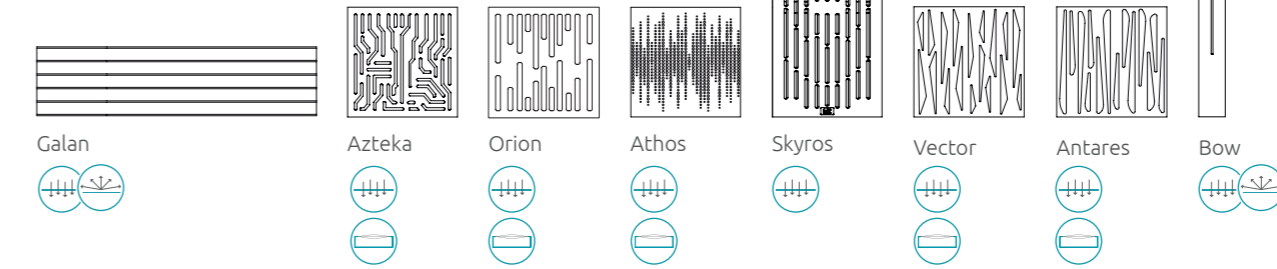 Galan
Azteka
Orion
Athos
Skyros
Vector
Antares
Bow